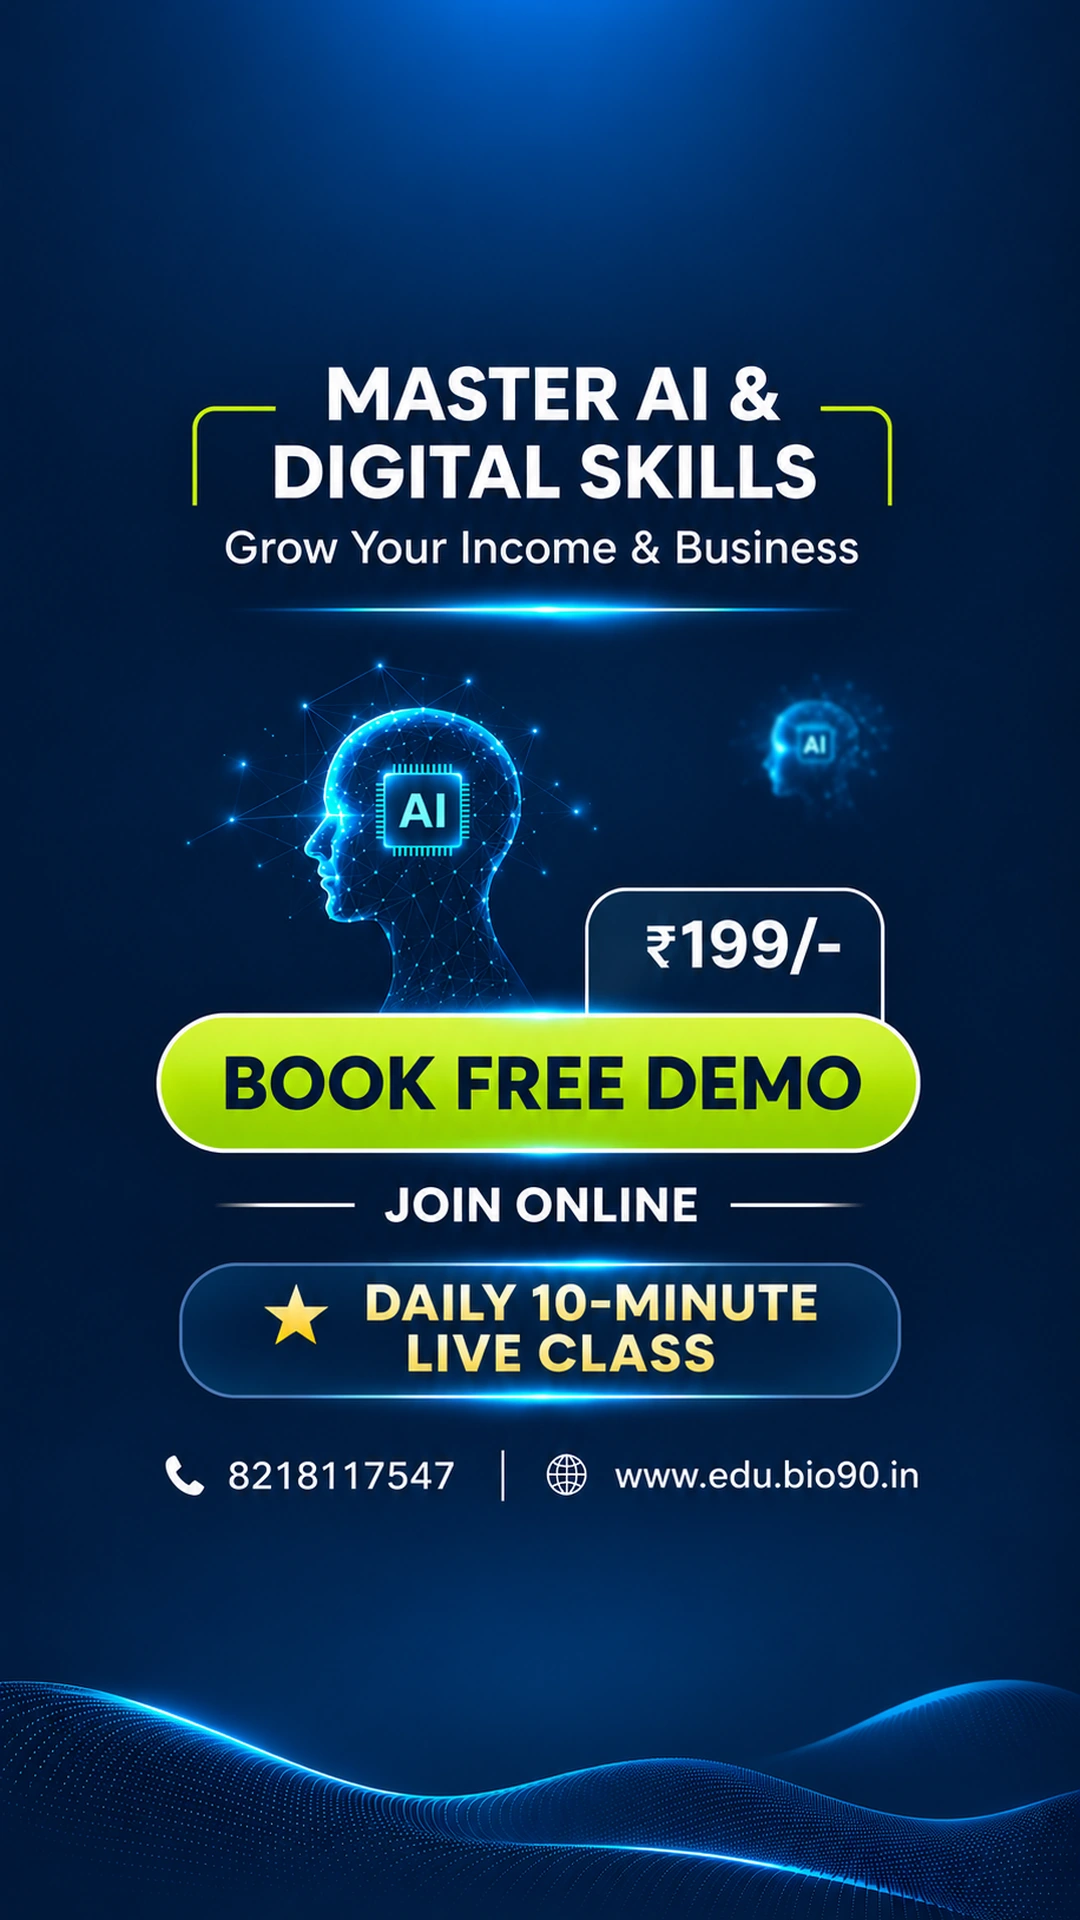 MASTER AI &
DIGITAL SKILLS
Grow Your Income & Business
AI
AI
₹199/-
BOOK FREE DEMO
JOIN ONLINE
DAILY 10-MINUTE
LIVE CLASS
8218117547
www.edu.bio90.in